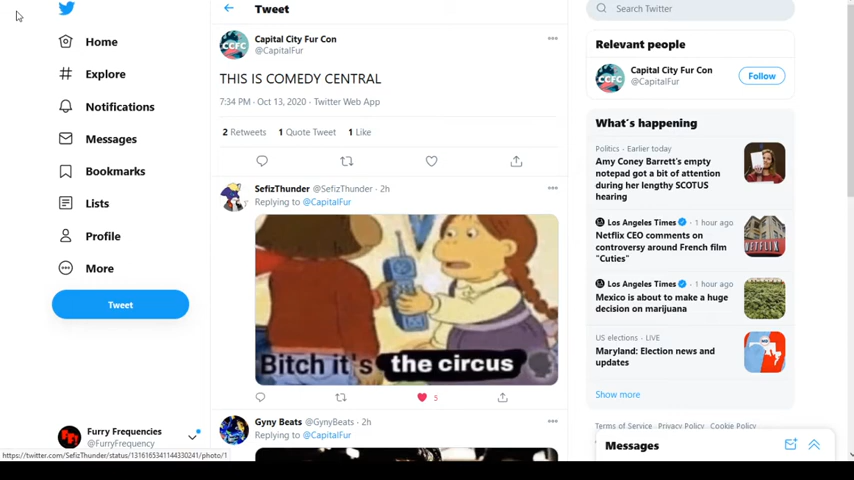 Home
Explore
Notifications
Messages
Bookmarks
Lists
Profile
More
Tweet
Furry Frequencies
@FurryFrequency
https://twitter.com/SefizThunder/status/1316165341144330241/photo/1
Tweet
CCFC
Capital City Fur Con
@CapitalFur
THIS IS COMEDY CENTRAL
7:34 PM · Oct 13, 2020 · Twitter Web App
2 Retweets 1 Quote Tweet 1 Like
SefizThunder @SefizThunder · 2h
Replying to @CapitalFur
Bitch it's the circus
5
Gyny Beats @GynyBeats · 2h
Replying to @CapitalFur
Search Twitter
Relevant people
CCFC
Capital City Fur Con
@CapitalFur
Follow
What's happening
Politics · Earlier today
Amy Coney Barrett's empty
notepad got a bit of attention
during her lengthy SCOTUS
hearing
Los Angeles Times · 1 hour ago
Netflix CEO comments on
controversy around French film
"Cuties"
NETFLIX
Los Angeles Times · 1 hour ago
Mexico is about to make a huge
decision on marijuana
US elections · LIVE
Maryland: Election news and
updates
Show more
Terms of Service Privacy Policy Cookie Policy
Messages